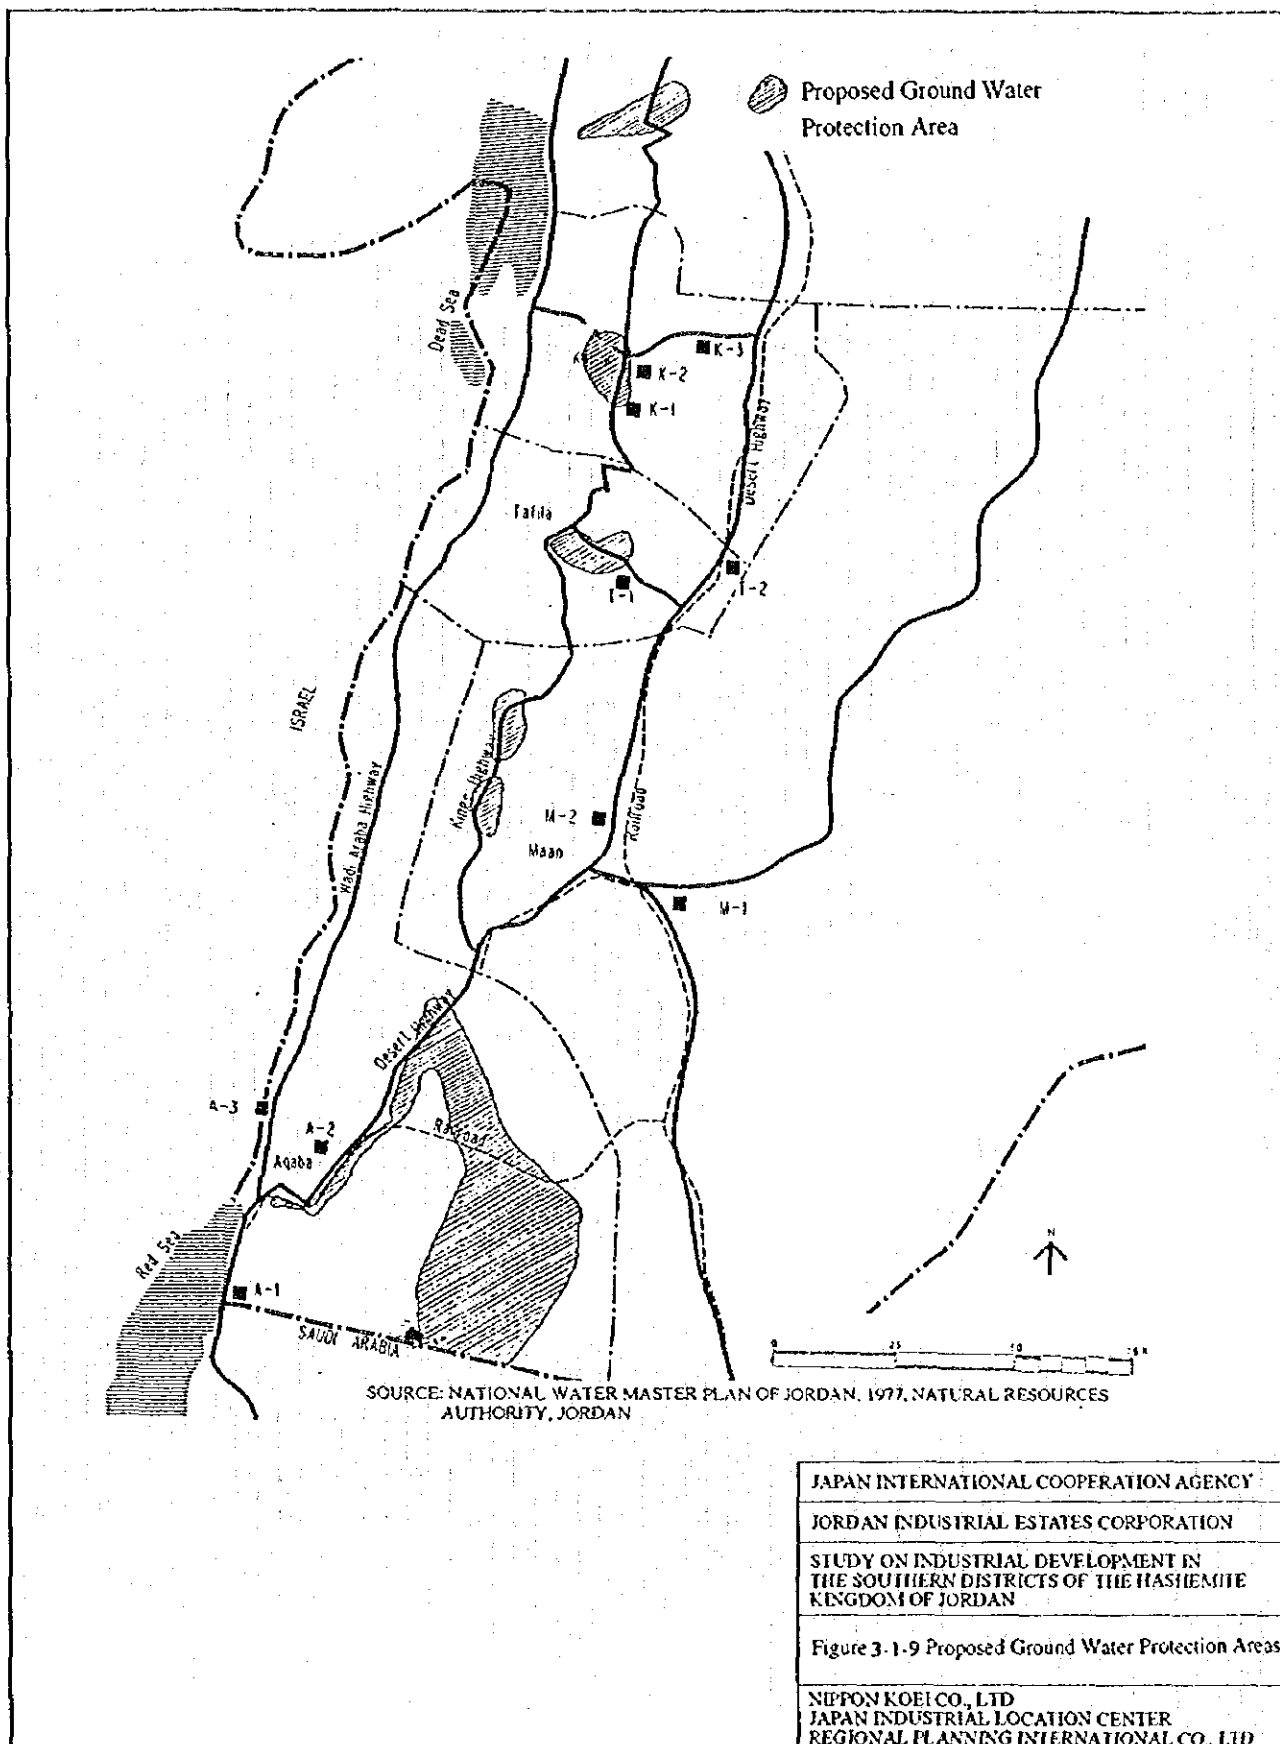 Proposed Ground Water
Protection Area
Dead Sea
K-3
K-2
K-1
Desert Highway
Tafila
T-1
T-2
ISRAEL
Wadi Araba Highway
Kings Highway
M-2
Railroad
Maan
M-1
Desert Highway
A-3
A-2
Railroad
Aqaba
Red Sea
A-1
SAUDI ARABIA
N
0 25 50
SOURCE: NATIONAL WATER MASTER PLAN OF JORDAN, 1977, NATURAL RESOURCES
AUTHORITY, JORDAN
JAPAN INTERNATIONAL COOPERATION AGENCY
JORDAN INDUSTRIAL ESTATES CORPORATION
STUDY ON INDUSTRIAL DEVELOPMENT IN
THE SOUTHERN DISTRICTS OF THE HASHEMITE
KINGDOM OF JORDAN
Figure 3-1-9 Proposed Ground Water Protection Areas
NIPPON KOEI CO., LTD
JAPAN INDUSTRIAL LOCATION CENTER
REGIONAL PLANNING INTERNATIONAL CO., LTD